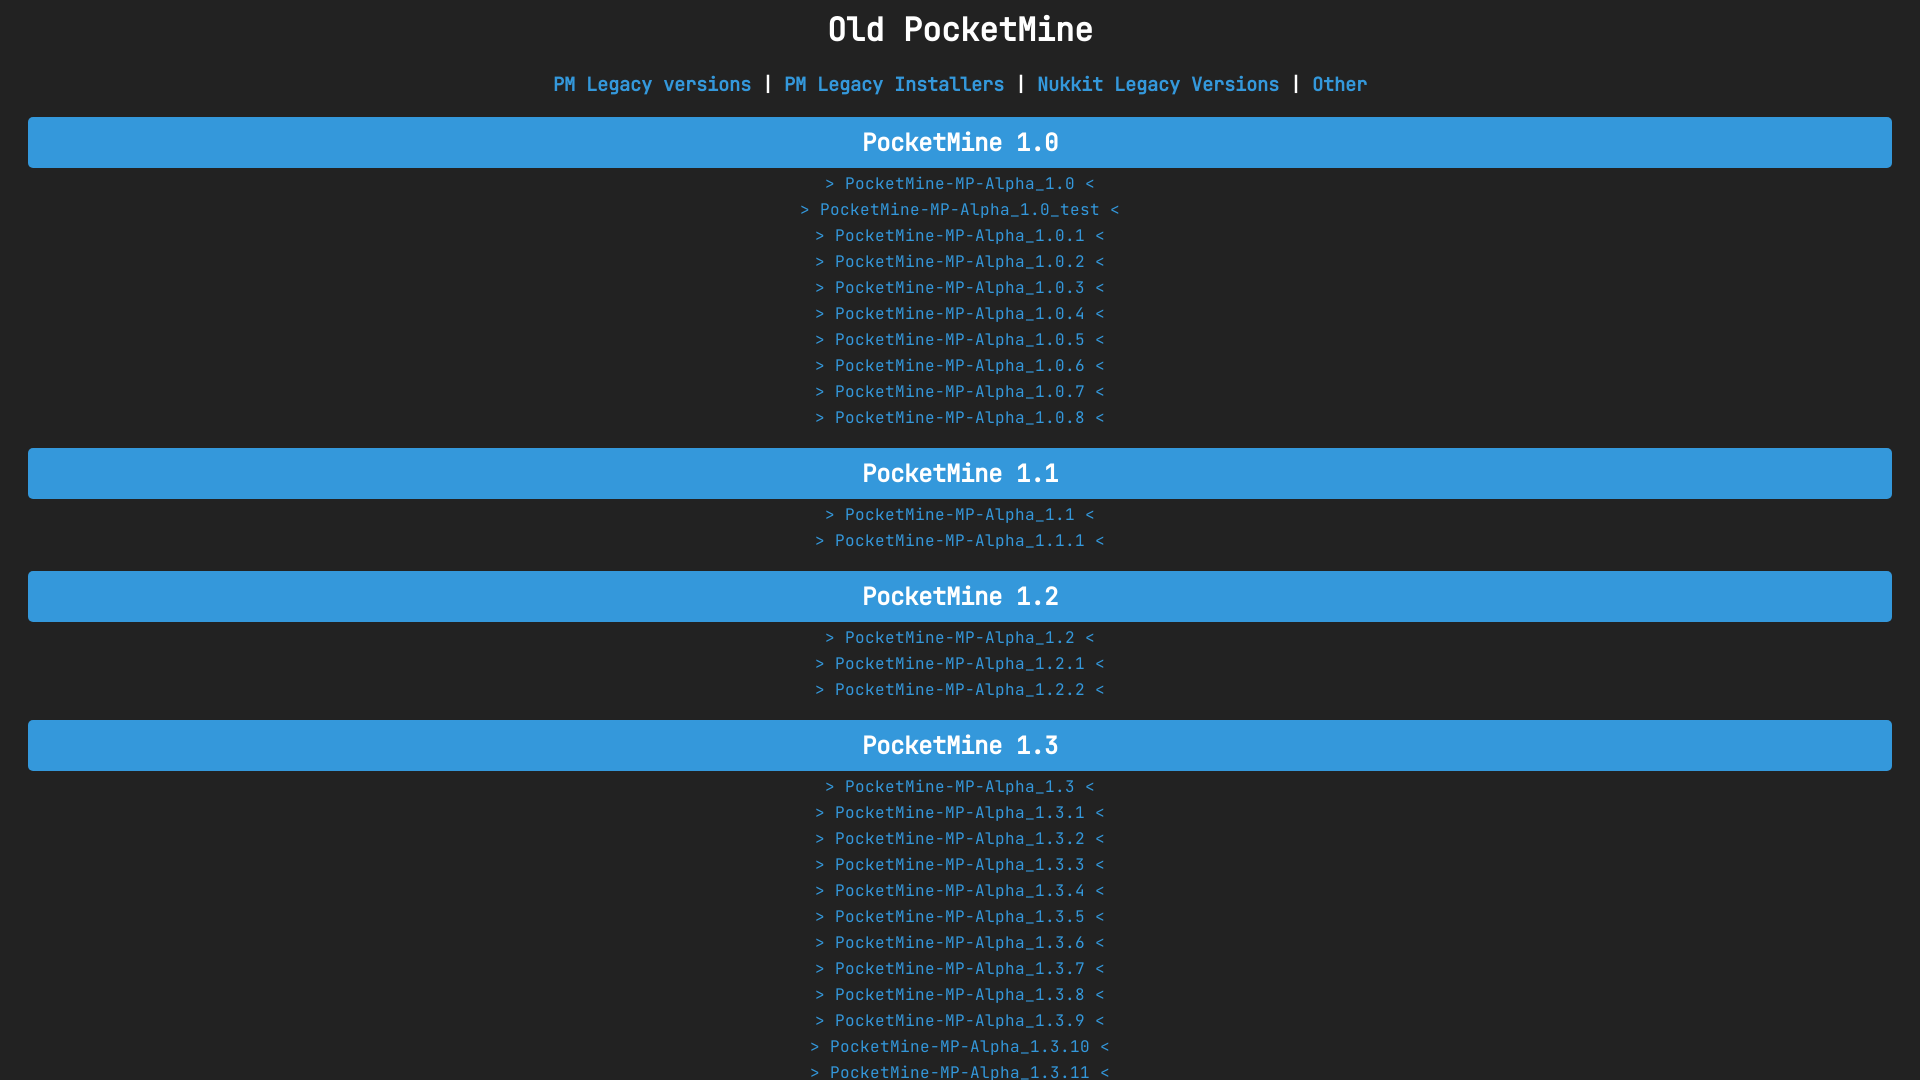 Old PocketMine
PM Legacy versions | PM Legacy Installers | Nukkit Legacy Versions | Other
PocketMine 1.0
> PocketMine-MP-Alpha_1.0 <
> PocketMine-MP-Alpha_1.0_test <
> PocketMine-MP-Alpha_1.0.1 <
> PocketMine-MP-Alpha_1.0.2 <
> PocketMine-MP-Alpha_1.0.3 <
> PocketMine-MP-Alpha_1.0.4 <
> PocketMine-MP-Alpha_1.0.5 <
> PocketMine-MP-Alpha_1.0.6 <
> PocketMine-MP-Alpha_1.0.7 <
> PocketMine-MP-Alpha_1.0.8 <
PocketMine 1.1
> PocketMine-MP-Alpha_1.1 <
> PocketMine-MP-Alpha_1.1.1 <
PocketMine 1.2
> PocketMine-MP-Alpha_1.2 <
> PocketMine-MP-Alpha_1.2.1 <
> PocketMine-MP-Alpha_1.2.2 <
PocketMine 1.3
> PocketMine-MP-Alpha_1.3 <
> PocketMine-MP-Alpha_1.3.1 <
> PocketMine-MP-Alpha_1.3.2 <
> PocketMine-MP-Alpha_1.3.3 <
> PocketMine-MP-Alpha_1.3.4 <
> PocketMine-MP-Alpha_1.3.5 <
> PocketMine-MP-Alpha_1.3.6 <
> PocketMine-MP-Alpha_1.3.7 <
> PocketMine-MP-Alpha_1.3.8 <
> PocketMine-MP-Alpha_1.3.9 <
> PocketMine-MP-Alpha_1.3.10 <
> PocketMine-MP-Alpha_1.3.11 <